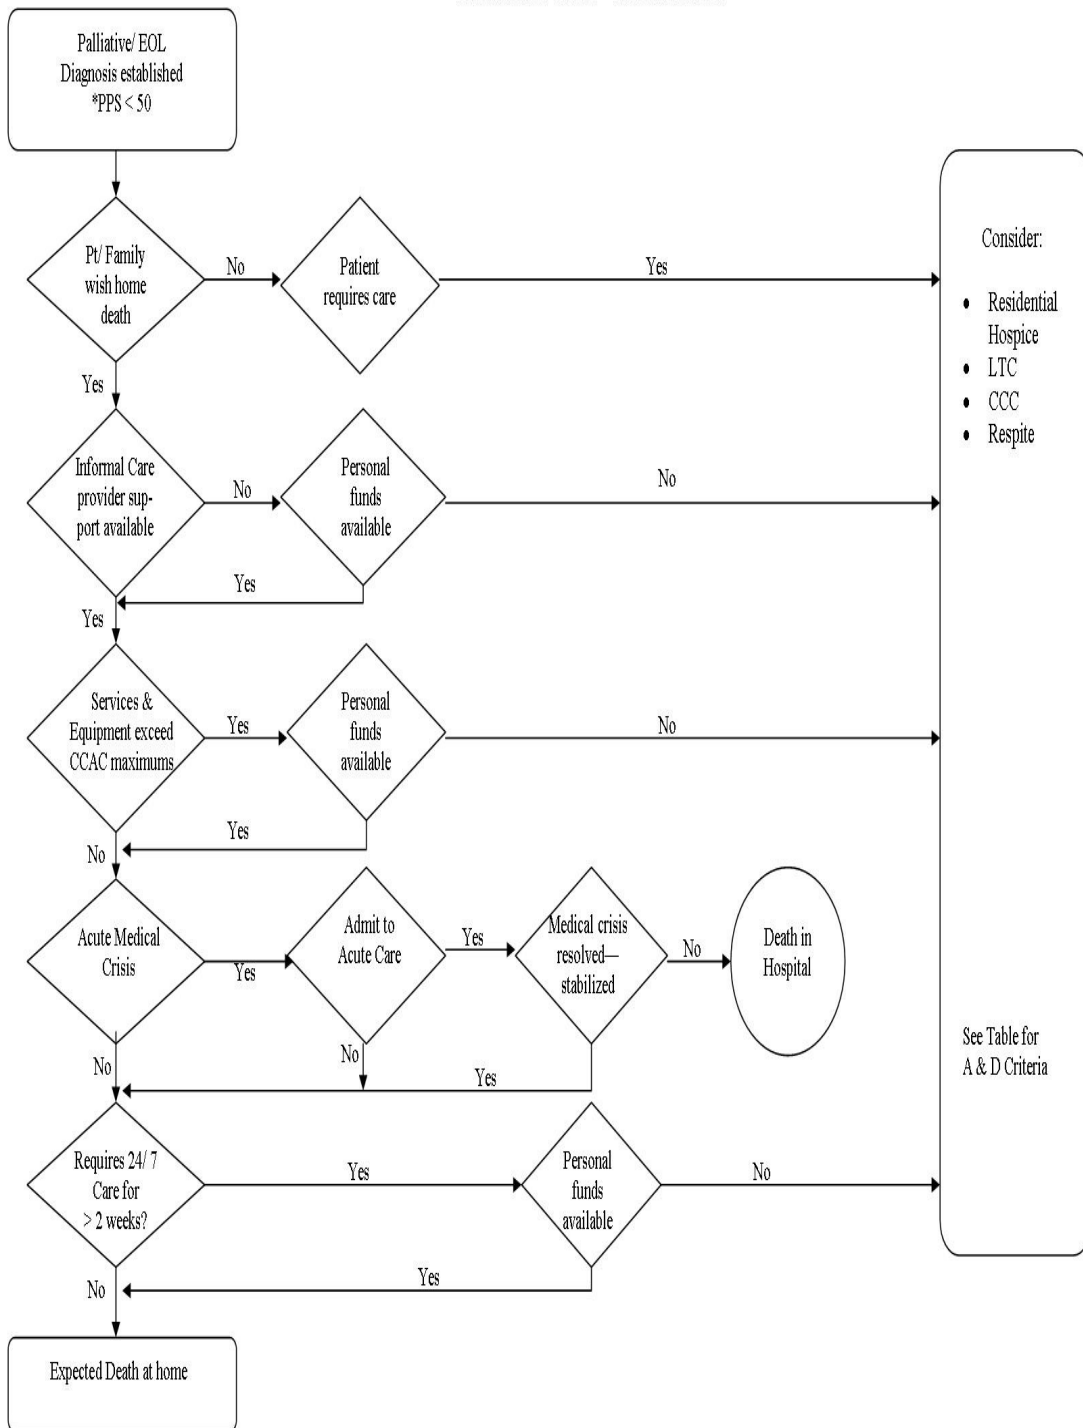 Palliative/ EOL
Diagnosis established
*PPS < 50
Pt/ Family
wish home
death
No
Patient
requires care
Yes
Consider:
• Residential
Hospice
• LTC
• CCC
• Respite
Yes
Informal Care
provider sup-
port available
No
Personal
funds
available
No
Yes
Yes
Services &
Equipment exceed
CCAC maximums
Yes
Personal
funds
available
No
Yes
No
Acute Medical
Crisis
Yes
Admit to
Acute Care
Yes
Medical crisis
resolved—
stabilized
No
Death in
Hospital
See Table for
A & D Criteria
No
No
Yes
Requires 24/ 7
Care for
> 2 weeks?
Yes
Personal
funds
available
No
Yes
No
Expected Death at home